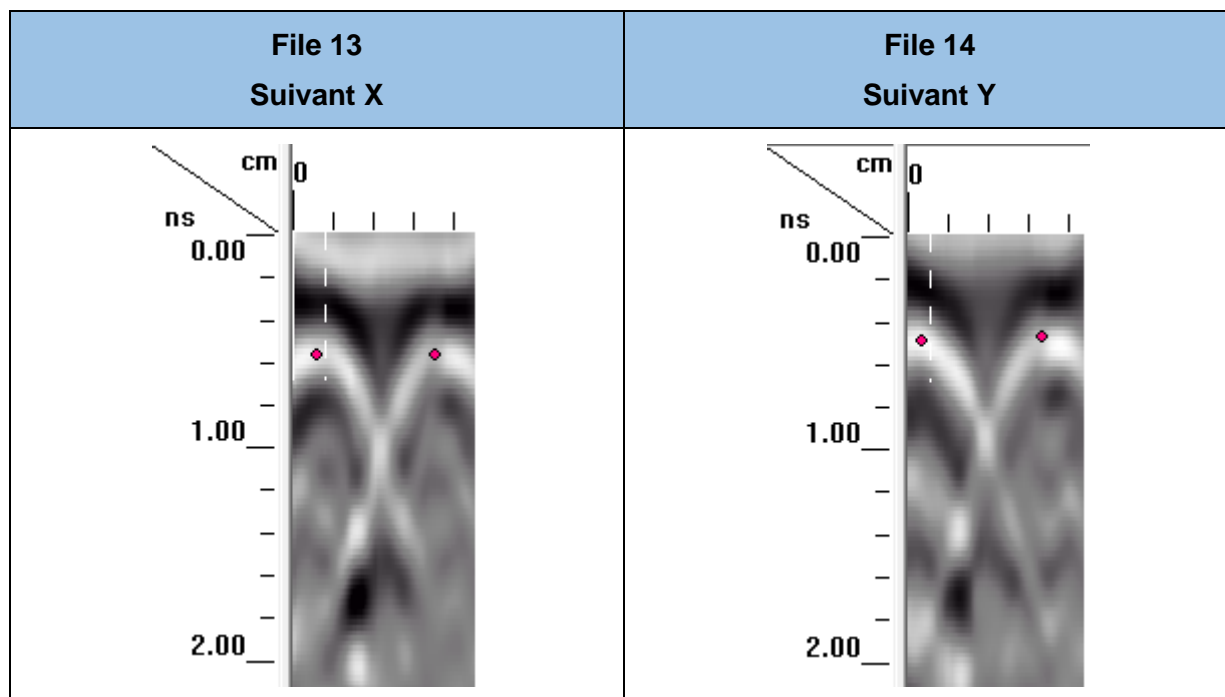 File 13
Suivant X
File 14
Suivant Y
cm
0
ns
0.00
1.00
2.00
cm
0
ns
0.00
1.00
2.00